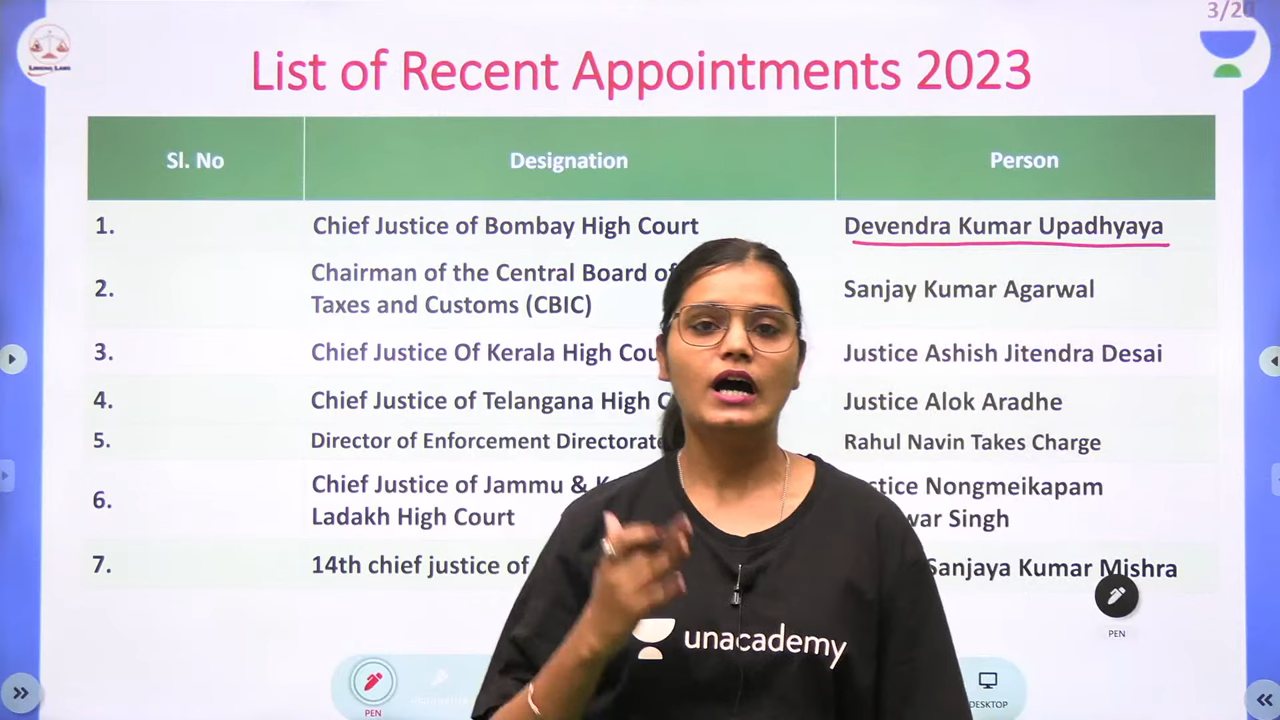 3/20
List of Recent Appointments 2023
Sl. No Designation Person
1. Chief Justice of Bombay High Court Devendra Kumar Upadhyaya
2. Chairman of the Central Board of
Taxes and Customs (CBIC) Sanjay Kumar Agarwal
3. Chief Justice Of Kerala High Justice Ashish Jitendra Desai
4. Chief Justice of Telangana High Justice Alok Aradhe
5. Director of Enforcement Directorate Rahul Navin Takes Charge
6. Chief Justice of Jammu & Nongmeikapam
Ladakh High Court Singh
7. 14th chief justice of Sanjaya Kumar Mishra
PEN
unacademy
PEN
DESKTOP